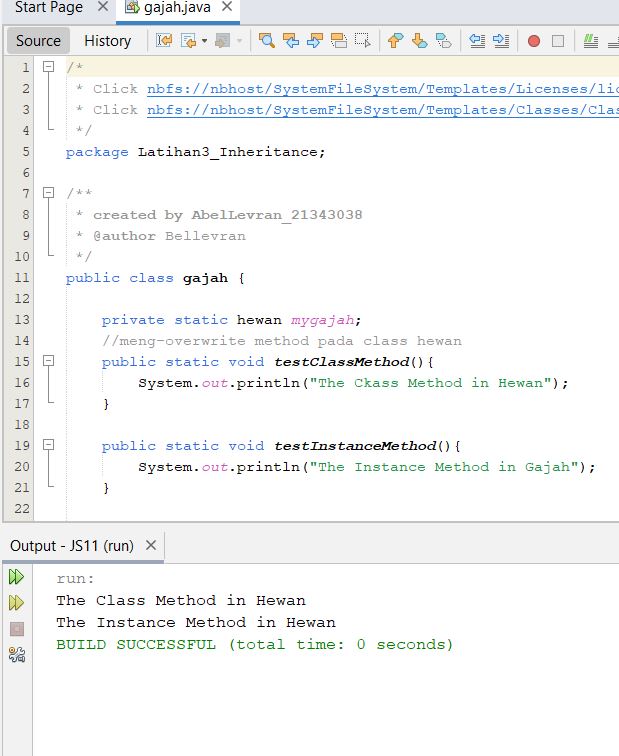 Start Page
gajah.java
Source History
1 /*
2 * Click nbfs://nbhost/SystemFileSystem/Templates/Licenses/lic
3 * Click nbfs://nbhost/SystemFileSystem/Templates/Classes/Clas
4 */
5 package Latihan3_Inheritance;
6
7 /**
8 * created by AbelLevran_21343038
9 * @author Bellevran
10 */
11 public class gajah {
12
13 private static hewan mygajah;
14 //meng-overwrite method pada class hewan
15 public static void testClassMethod(){
16 System.out.println("The Ckass Method in Hewan");
17 }
18
19 public static void testInstanceMethod(){
20 System.out.println("The Instance Method in Gajah");
21 }
22
Output - JS11 (run)
run:
The Class Method in Hewan
The Instance Method in Hewan
BUILD SUCCESSFUL (total time: 0 seconds)